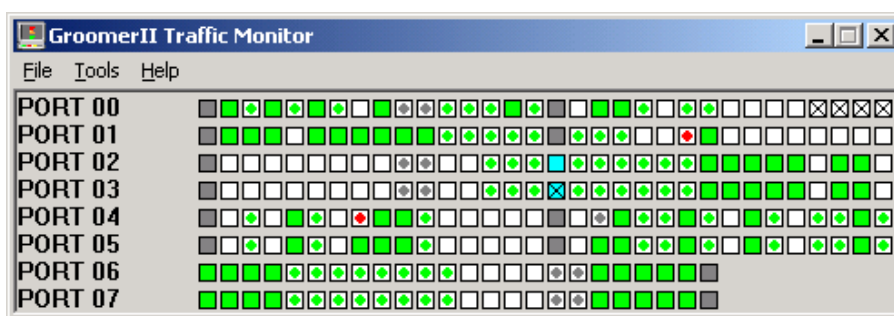 GroomerII Traffic Monitor
File Tools Help
PORT 00
PORT 01
PORT 02
PORT 03
PORT 04
PORT 05
PORT 06
PORT 07